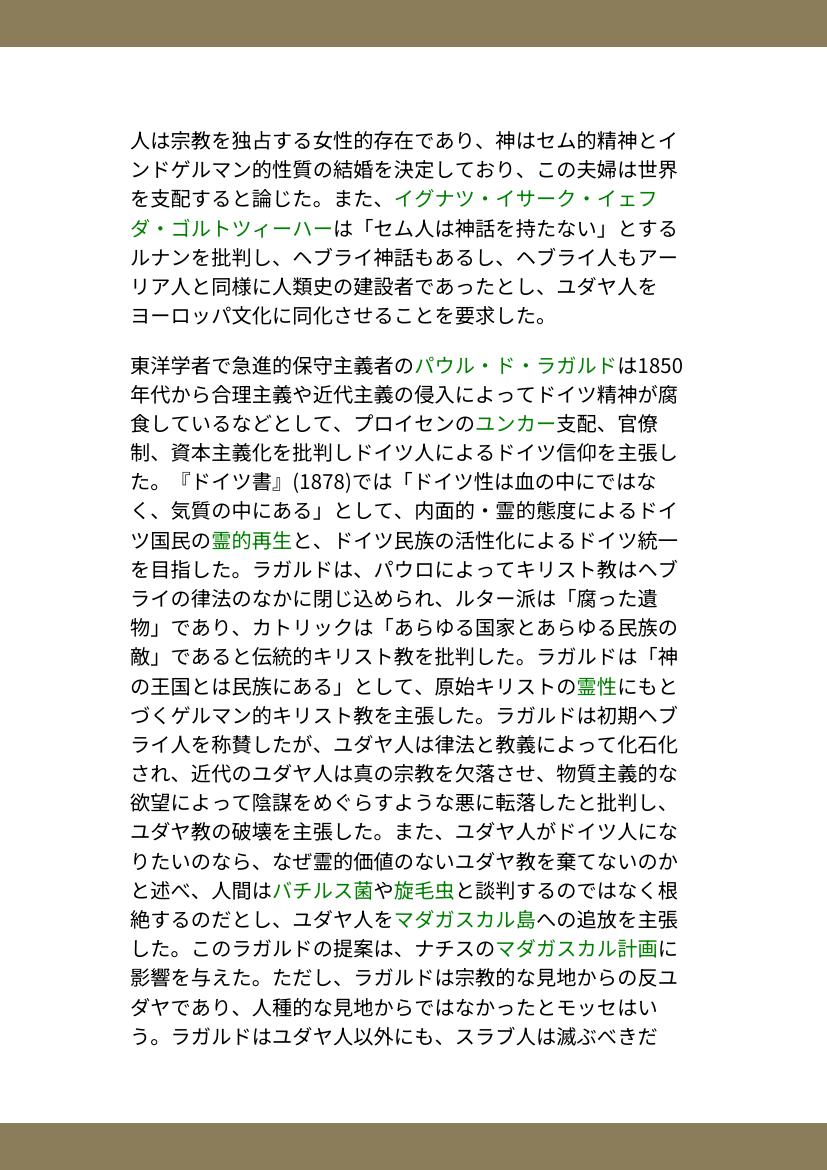 人は宗教を独占する女性的存在であり、神はセム的精神とイ
ンドゲルマン的性質の結婚を決定しており、この夫婦は世界
を支配すると論じた。また、イグナツ・イサーク・イェフ
ダ・ゴルトツィーハーは「セム人は神話を持たない」とする
ルナンを批判し、ヘブライ神話もあるし、ヘブライ人もアー
リア人と同様に人類史の建設者であったとし、ユダヤ人を
ヨーロッパ文化に同化させることを要求した。
東洋学者で急進的保守主義者のパウル・ド・ラガルドは1850
年代から合理主義や近代主義の侵入によってドイツ精神が腐
食しているなどとして、プロイセンのユンカー支配、官僚
制、資本主義化を批判しドイツ人によるドイツ信仰を主張し
た。『ドイツ書』(1878)では「ドイツ性は血の中にではな
く、気質の中にある」として、内面的・霊的態度によるドイ
ツ国民の霊的再生と、ドイツ民族の活性化によるドイツ統一
を目指した。ラガルドは、パウロによってキリスト教はヘブ
ライの律法のなかに閉じ込められ、ルター派は「腐った遺
物」であり、カトリックは「あらゆる国家とあらゆる民族の
敵」であると伝統的キリスト教を批判した。ラガルドは「神
の王国とは民族にある」として、原始キリストの霊性にもと
づくゲルマン的キリスト教を主張した。ラガルドは初期ヘブ
ライ人を称賛したが、ユダヤ人は律法と教義によって化石化
され、近代のユダヤ人は真の宗教を欠落させ、物質主義的な
欲望によって陰謀をめぐらすような悪に転落したと批判し、
ユダヤ教の破壊を主張した。また、ユダヤ人がドイツ人にな
りたいのなら、なぜ霊的価値のないユダヤ教を棄てないのか
と述べ、人間はバチルス菌や旋毛虫と談判するのではなく根
絶するのだとし、ユダヤ人をマダガスカル島への追放を主張
した。このラガルドの提案は、ナチスのマダガスカル計画に
影響を与えた。ただし、ラガルドは宗教的な見地からの反ユ
ダヤであり、人種的な見地からではなかったとモッセはい
う。ラガルドはユダヤ人以外にも、スラブ人は滅ぶべきだ